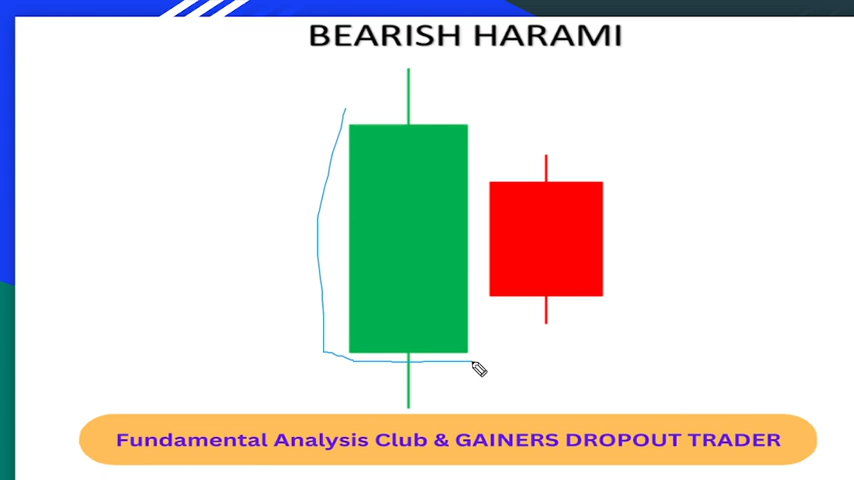 BEARISH HARAMI
Fundamental Analysis Club & GAINERS DROPOUT TRADER